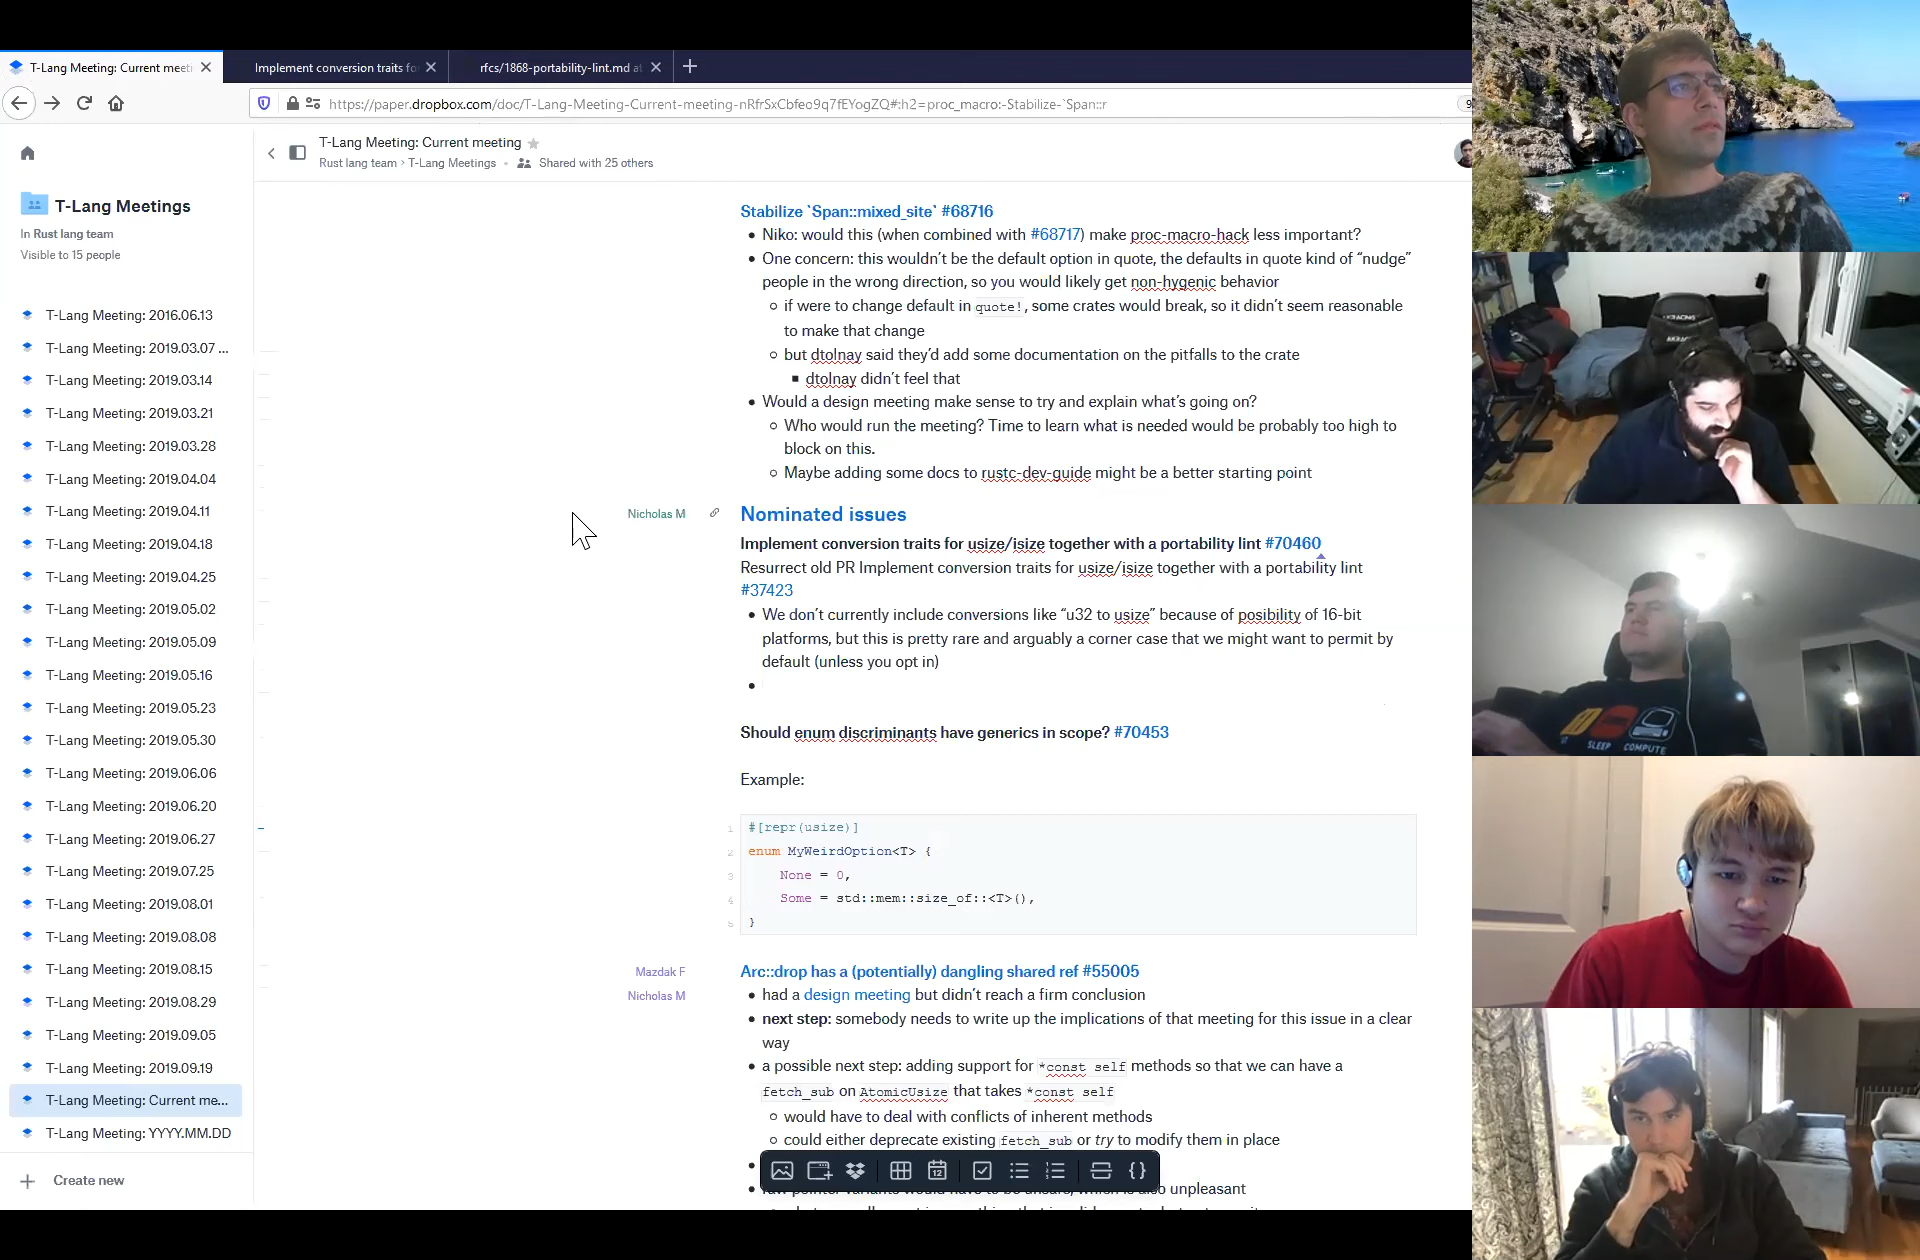 T-Lang Meeting: Current meeti
Implement conversion traits fo
rfcs/1868-portability-lint.md at
https://paper.dropbox.com/doc/T-Lang-Meeting-Current-meeting-nRfrSxCbfeo9q7fEYogZQ#:h2=proc_macro:-Stabilize-`Span::r
T-Lang Meeting: Current meeting
Rust lang team › T-Lang Meetings • Shared with 25 others
T-Lang Meetings
In Rust lang team
Visible to 15 people
T-Lang Meeting: 2016.06.13
T-Lang Meeting: 2019.03.07 ...
T-Lang Meeting: 2019.03.14
T-Lang Meeting: 2019.03.21
T-Lang Meeting: 2019.03.28
T-Lang Meeting: 2019.04.04
T-Lang Meeting: 2019.04.11
T-Lang Meeting: 2019.04.18
T-Lang Meeting: 2019.04.25
T-Lang Meeting: 2019.05.02
T-Lang Meeting: 2019.05.09
T-Lang Meeting: 2019.05.16
T-Lang Meeting: 2019.05.23
T-Lang Meeting: 2019.05.30
T-Lang Meeting: 2019.06.06
T-Lang Meeting: 2019.06.20
T-Lang Meeting: 2019.06.27
T-Lang Meeting: 2019.07.25
T-Lang Meeting: 2019.08.01
T-Lang Meeting: 2019.08.08
T-Lang Meeting: 2019.08.15
T-Lang Meeting: 2019.08.29
T-Lang Meeting: 2019.09.05
T-Lang Meeting: 2019.09.19
T-Lang Meeting: Current me...
T-Lang Meeting: YYYY.MM.DD
Create new
Stabilize `Span::mixed_site` #68716
• Niko: would this (when combined with #68717) make proc-macro-hack less important?
• One concern: this wouldn't be the default option in quote, the defaults in quote kind of “nudge”
people in the wrong direction, so you would likely get non-hygenic behavior
if were to change default in quote!, some crates would break, so it didn't seem reasonable
to make that change
but dtolnay said they'd add some documentation on the pitfalls to the crate
dtolnay didn't feel that
• Would a design meeting make sense to try and explain what's going on?
Who would run the meeting? Time to learn what is needed would be probably too high to
block on this.
Maybe adding some docs to rustc-dev-guide might be a better starting point
Nicholas M
Nominated issues
Implement conversion traits for usize/isize together with a portability lint #70460
Resurrect old PR Implement conversion traits for usize/isize together with a portability lint
#37423
• We don't currently include conversions like “u32 to usize” because of posibility of 16-bit
platforms, but this is pretty rare and arguably a corner case that we might want to permit by
default (unless you opt in)
Should enum discriminants have generics in scope? #70453
Example:
1 #[repr(usize)]
2 enum MyWeirdOption<T> {
3 None = 0,
4 Some = std::mem::size_of::<T>(),
5 }
Mazdak F
Arc::drop has a (potentially) dangling shared ref #55005
Nicholas M
• had a design meeting but didn't reach a firm conclusion
• next step: somebody needs to write up the implications of that meeting for this issue in a clear
way
• a possible next step: adding support for *const self methods so that we can have a
fetch_sub on AtomicUsize that takes *const self
would have to deal with conflicts of inherent methods
could either deprecate existing fetch_sub or try to modify them in place
12
unpleasant
SLEEP COMPUTE